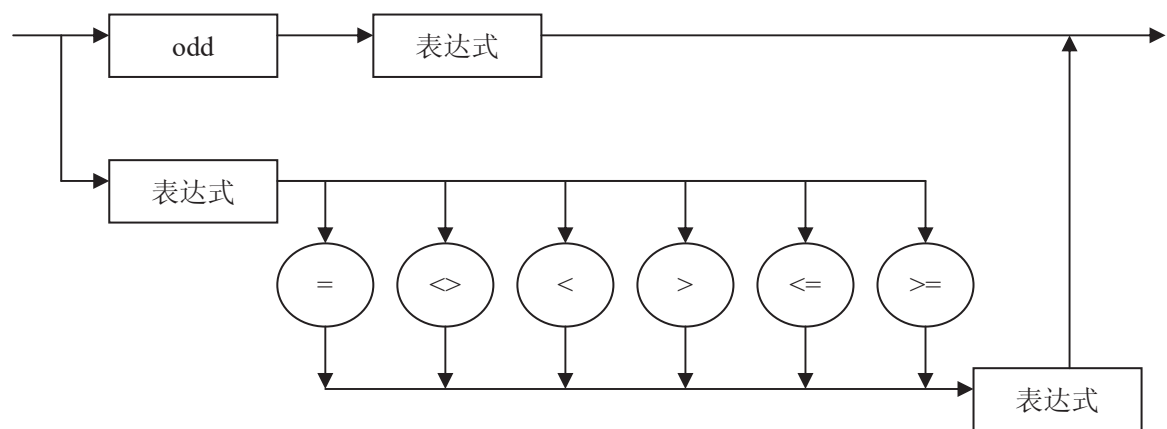 odd
表达式
表达式
=
<>
<
>
<=
>=
表达式